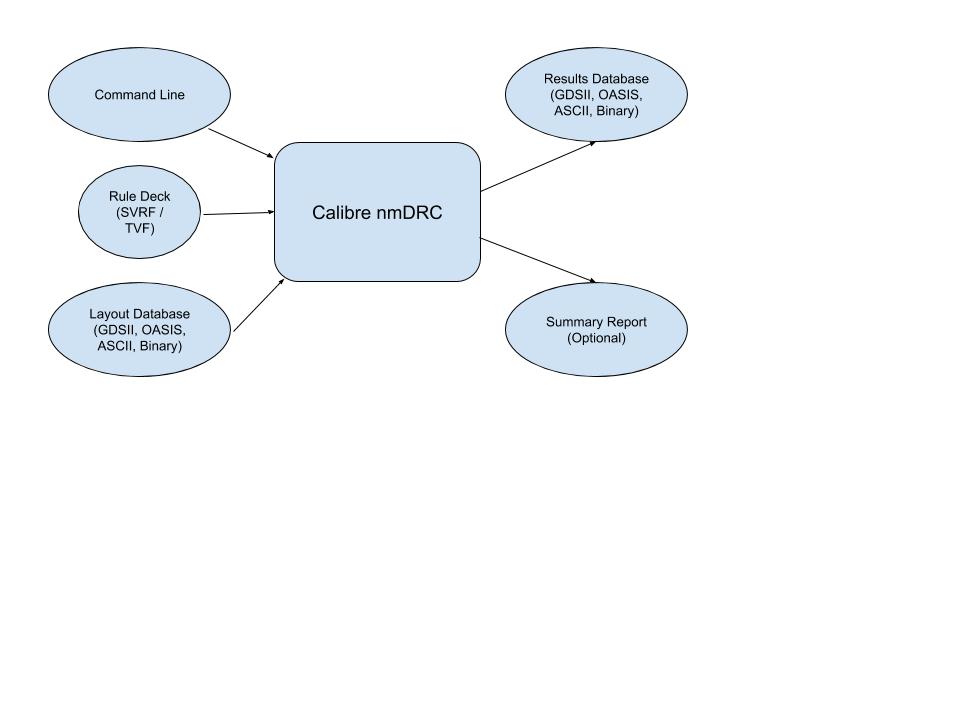 Command Line
Rule Deck
(SVRF /
TVF)
Layout Database
(GDSII, OASIS,
ASCII, Binary)
Calibre nmDRC
Results Database
(GDSII, OASIS,
ASCII, Binary)
Summary Report
(Optional)